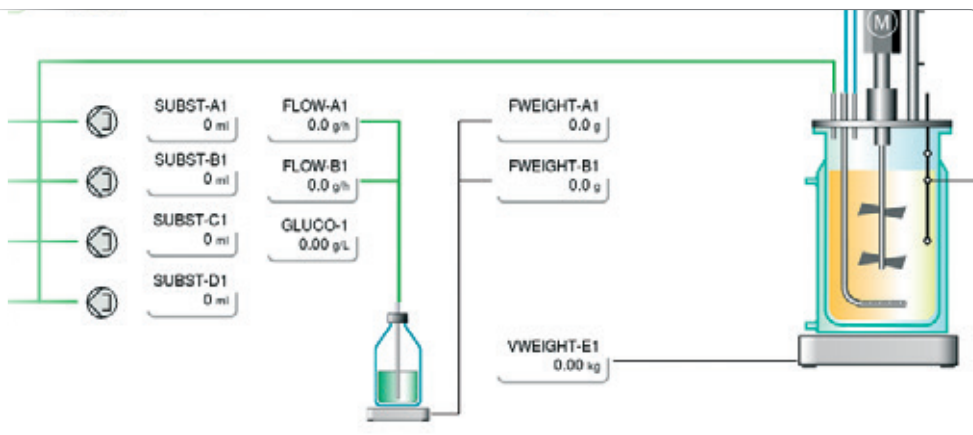 M
SUBST-A1
0 ml
FLOW-A1
0.0 g/h
FWEIGHT-A1
0.0 g
SUBST-B1
0 ml
FLOW-B1
0.0 g/h
FWEIGHT-B1
0.0 g
SUBST-C1
0 ml
GLUCO-1
0.00 g/L
SUBST-D1
0 ml
VWEIGHT-E1
0.00 kg